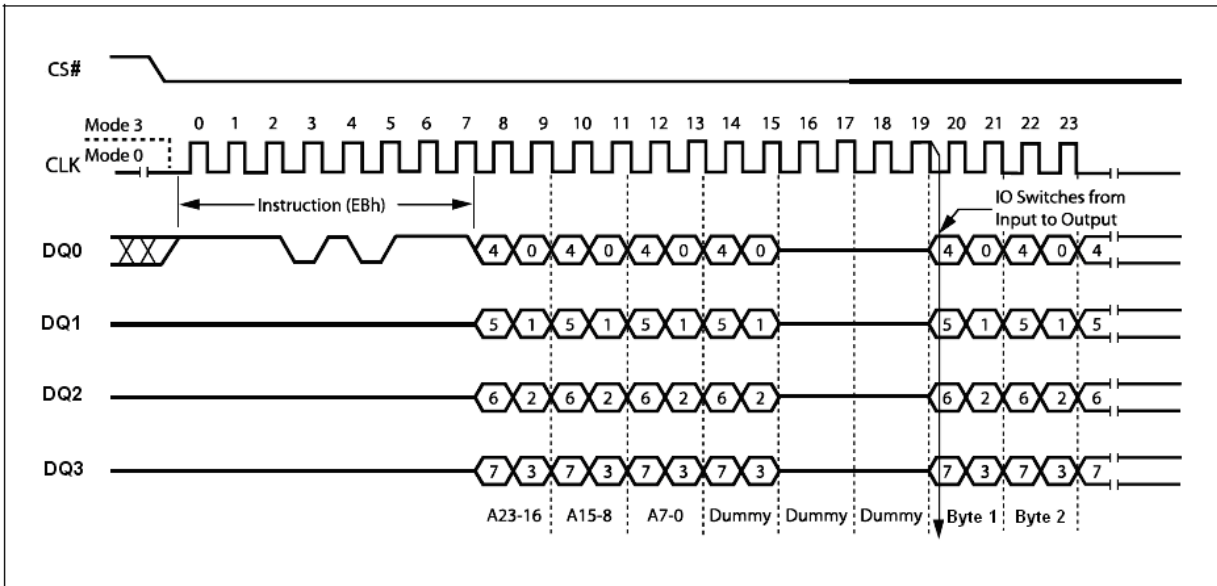 CS#
Mode 3
0 1 2 3 4 5 6 7 8 9 10 11 12 13 14 15 16 17 18 19 20 21 22 23
CLK
Mode 0
Instruction (EBh)
IO Switches from
Input to Output
DQ0
4 0 4 0 4 0 4 0 4 0 4 0 4
DQ1
5 1 5 1 5 1 5 1 5 1 5 1 5
DQ2
6 2 6 2 6 2 6 2 6 2 6 2 6
DQ3
7 3 7 3 7 3 7 3 7 3 7 3 7
A23-16 A15-8 A7-0 Dummy Dummy Dummy Byte 1 Byte 2